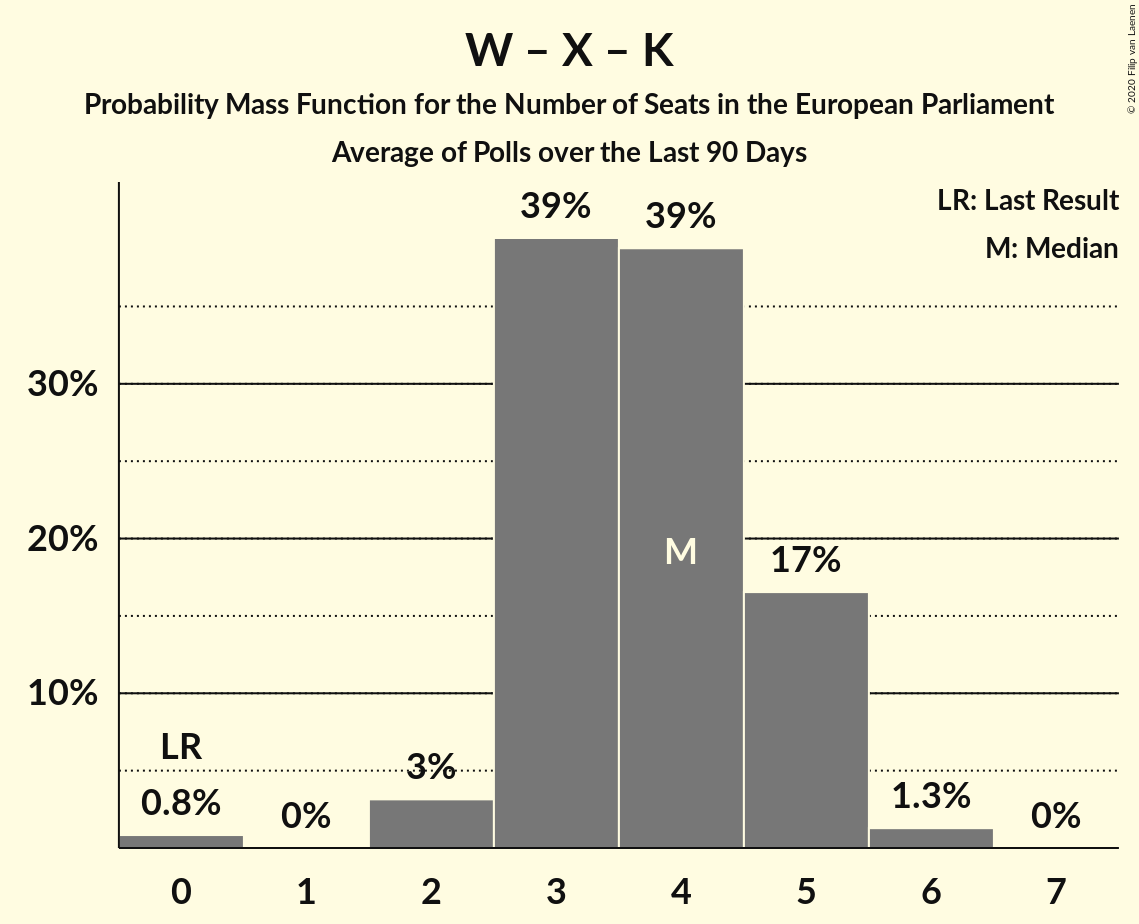 W – X – K
Probability Mass Function for the Number of Seats in the European Parliament
Average of Polls over the Last 90 Days
© 2020 Filip van Laenen
LR: Last Result
M: Median
39%
39%
30%
20%
M
17%
10%
LR
0.8%
0%
3%
1.3%
0%
0 1 2 3 4 5 6 7